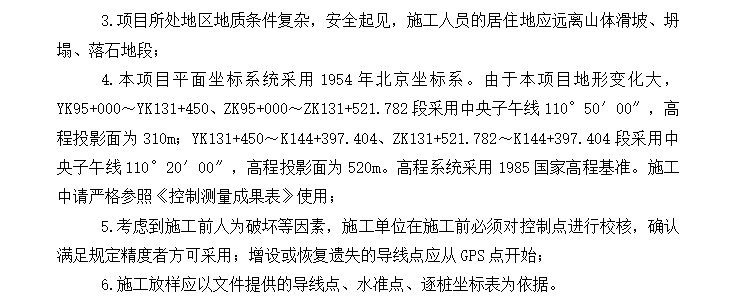 3.项目所处地区地质条件复杂，安全起见，施工人员的居住地应远离山体滑坡、坍
塌、落石地段；
4.本项目平面坐标系统采用 1954 年北京坐标系。由于本项目地形变化大，
YK95+000～YK131+450、ZK95+000～ZK131+521.782 段采用中央子午线 110°50′00″，高
程投影面为 310m；YK131+450～K144+397.404、ZK131+521.782～K144+397.404 段采用中
央子午线 110°20′00″，高程投影面为 520m。高程系统采用 1985 国家高程基准。施工
中请严格参照《控制测量成果表》使用；
5.考虑到施工前人为破坏等因素，施工单位在施工前必须对控制点进行校核，确认
满足规定精度者方可采用；增设或恢复遗失的导线点应从 GPS 点开始；
6.施工放样应以文件提供的导线点、水准点、逐桩坐标表为依据。